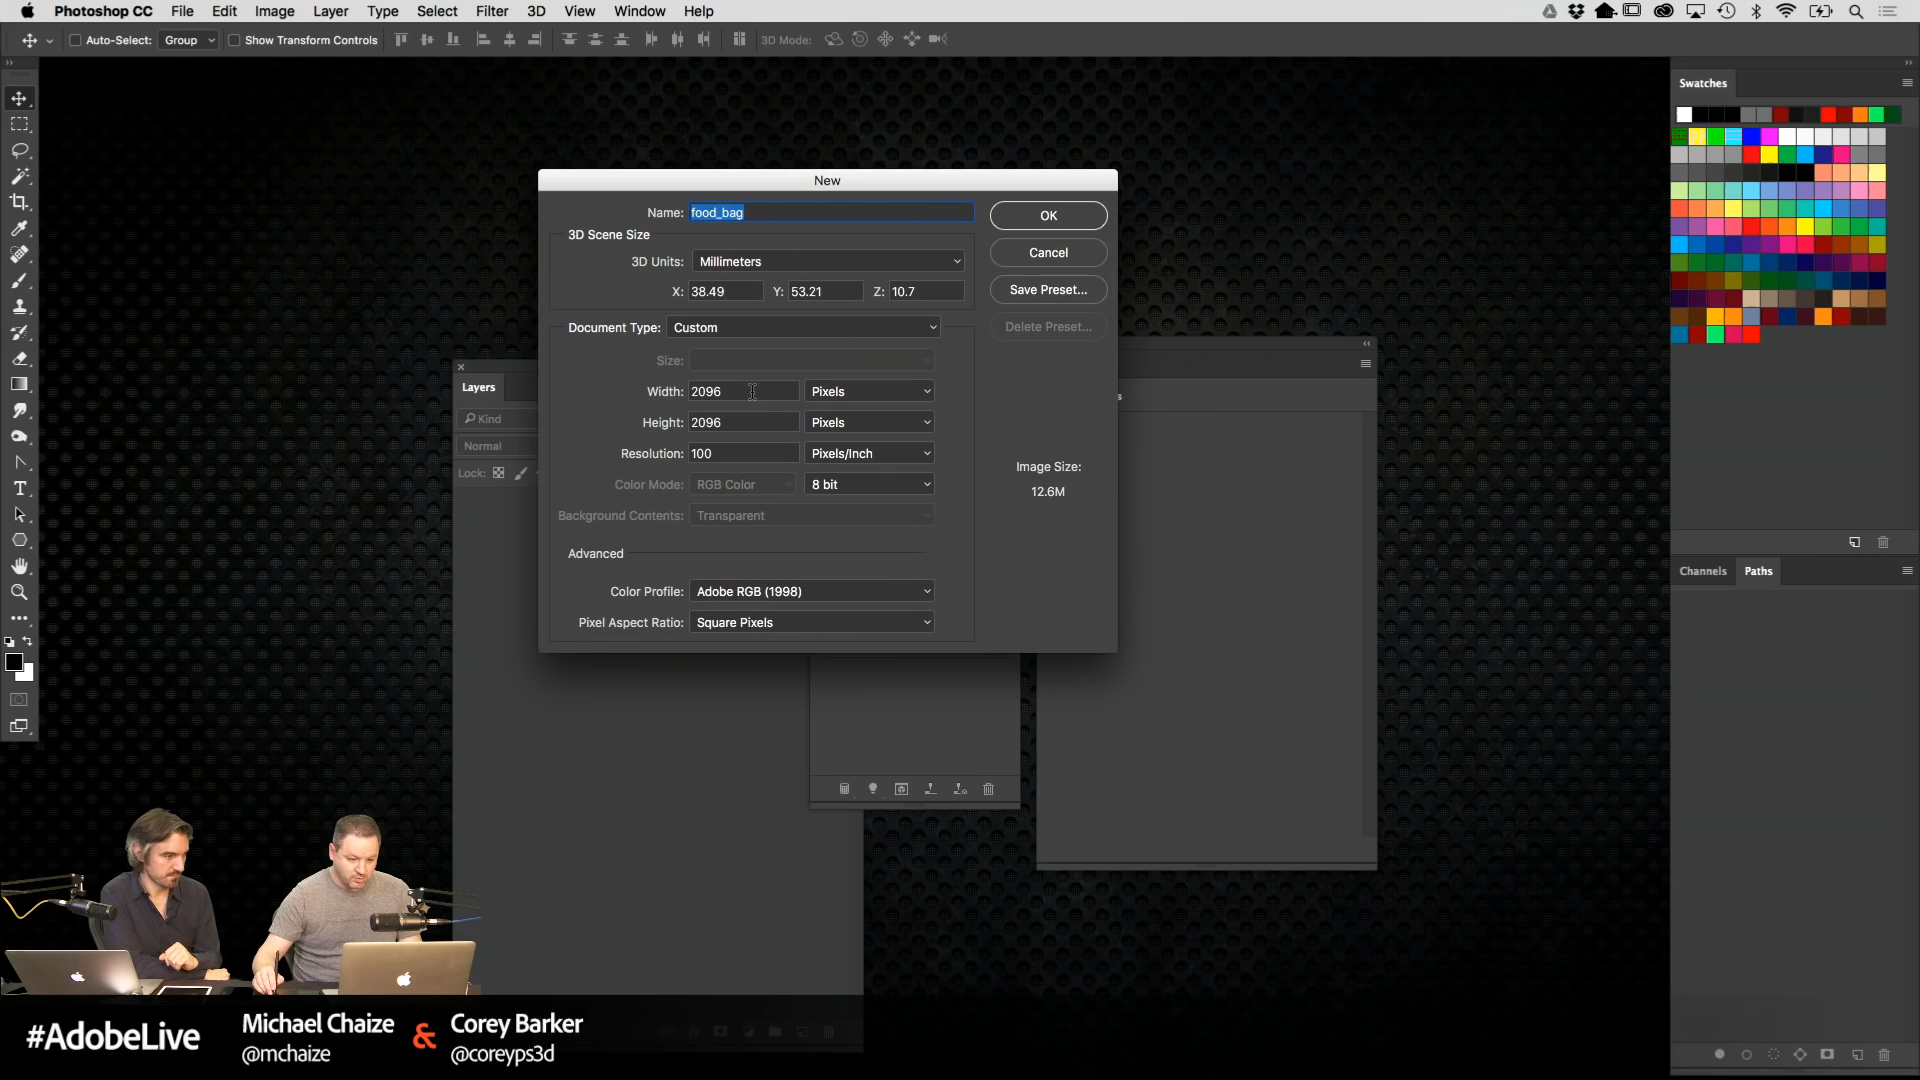 Photoshop CC File Edit Image Layer Type Select Filter 3D View Window Help
Auto-Select: Group Show Transform Controls 3D Mode:
Swatches
New
Name: food_bag
OK
3D Scene Size
Cancel
3D Units: Millimeters
Save Preset...
X: 38.49 Y: 53.21 Z: 10.7
Delete Preset...
Document Type: Custom
Size:
Width: 2096 Pixels
Height: 2096 Pixels
Resolution: 100 Pixels/Inch
Image Size:
12.6M
Color Mode: RGB Color 8 bit
Background Contents: Transparent
Advanced
Color Profile: Adobe RGB (1998)
Pixel Aspect Ratio: Square Pixels
Layers
Kind
Normal
Lock:
Channels Paths
#AdobeLive
Michael Chaize & Corey Barker
@mchaize @coreyps3d